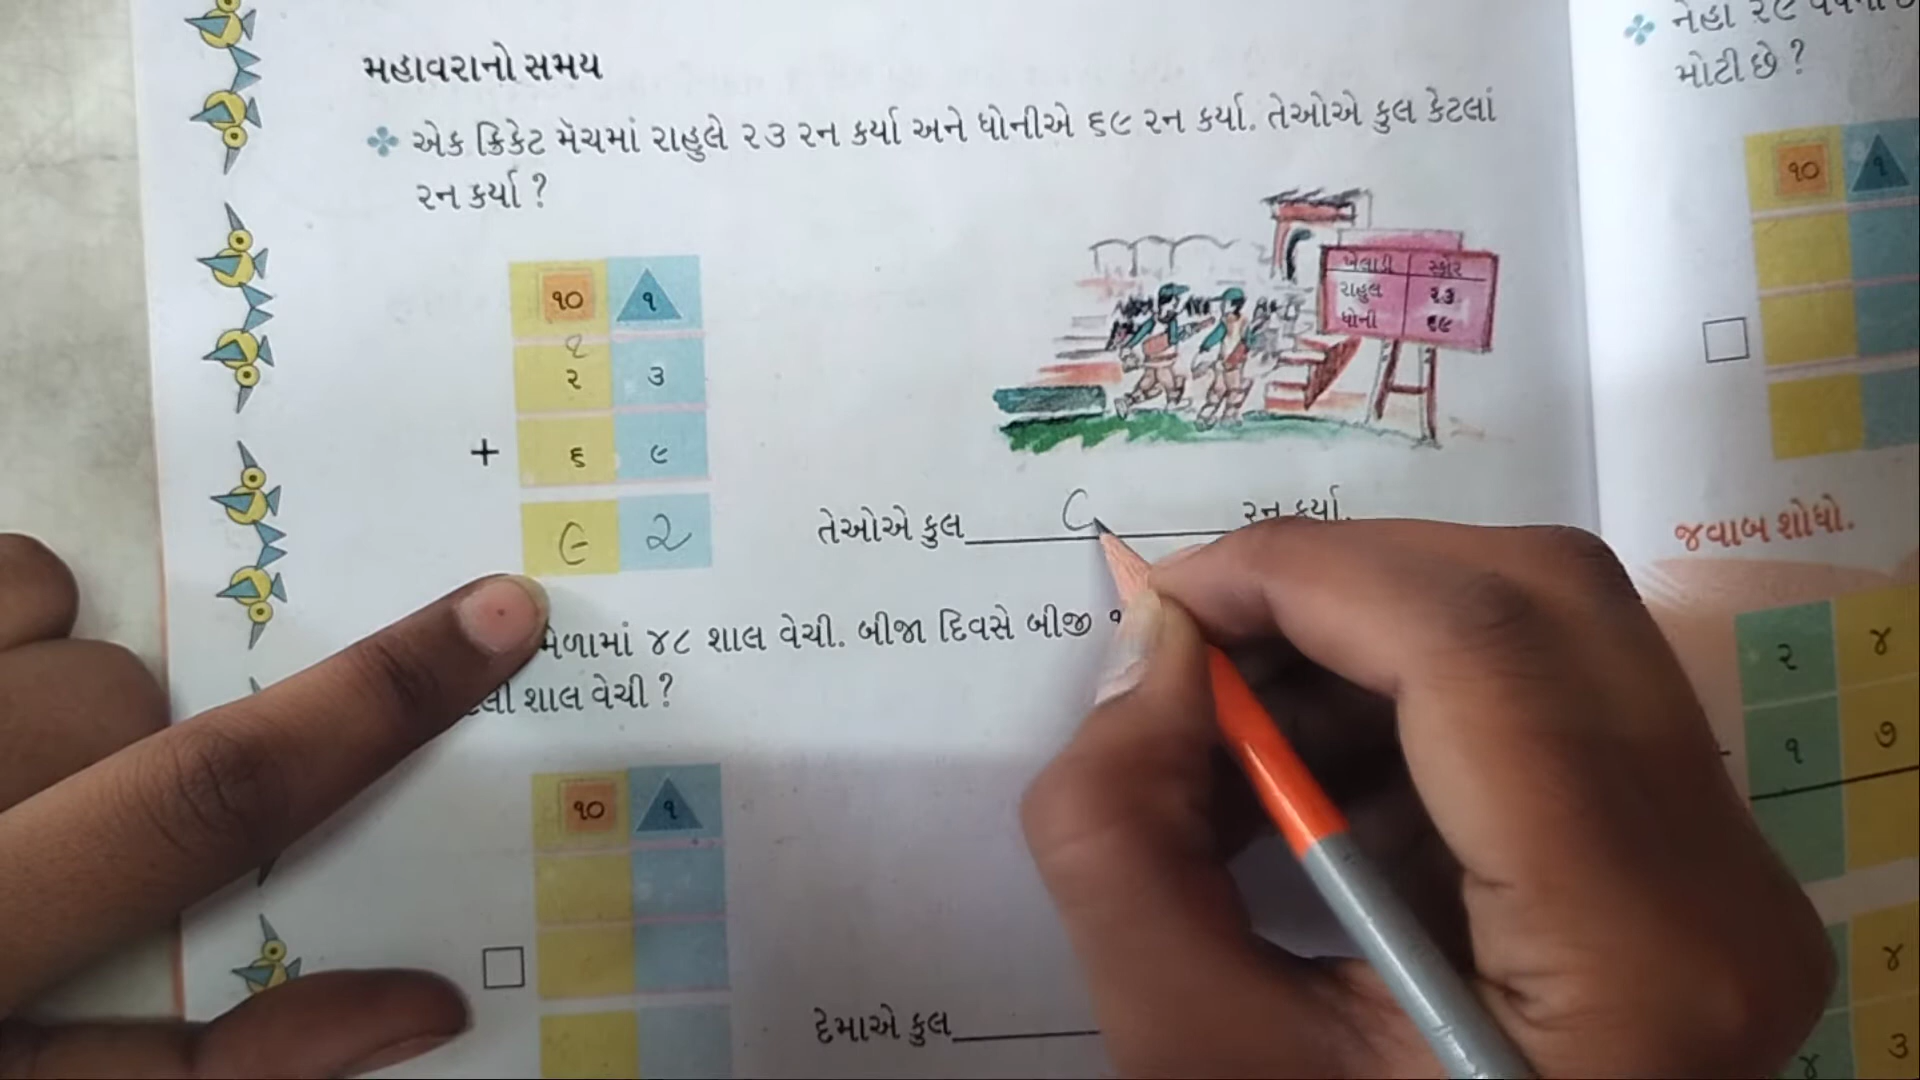 મહાવરાનો સમય
એક ક્રિકેટ મૅચમાં રાહુલે ૨૩ રન કર્યા અને ધોનીએ ૬૯ રન કર્યા. તેઓએ કુલ કેટલાં
રન કર્યા ?
૧૦ ૧
૧
૨ ૩
+ ૬ ૯
૯ ૨
ખેલાડી સ્કોર
રાહુલ ૨૩
ધોની ૬૯
તેઓએ કુલ રન કર્યા.
મેળામાં ૪૮ શાલ વેચી. બીજા દિવસે બીજી
શાલ વેચી ?
૧૦ ૧
દેમાએ કુલ
નેહા ૨૯
મોટી છે ?
૧૦ ૧
જવાબ શોધો.
૨ ૪
૧ ૭
૪
૪ ૩